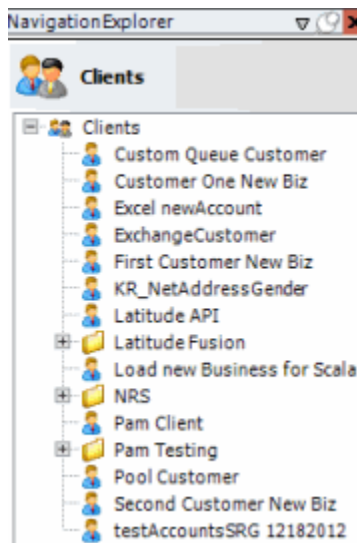 NavigationExplorer
Clients
Clients
Custom Queue Customer
Customer One New Biz
Excel newAccount
ExchangeCustomer
First Customer New Biz
KR_NetAddressGender
Latitude API
Latitude Fusion
Load new Business for Scala
NRS
Pam Client
Pam Testing
Pool Customer
Second Customer New Biz
testAccountsSRG 12182012